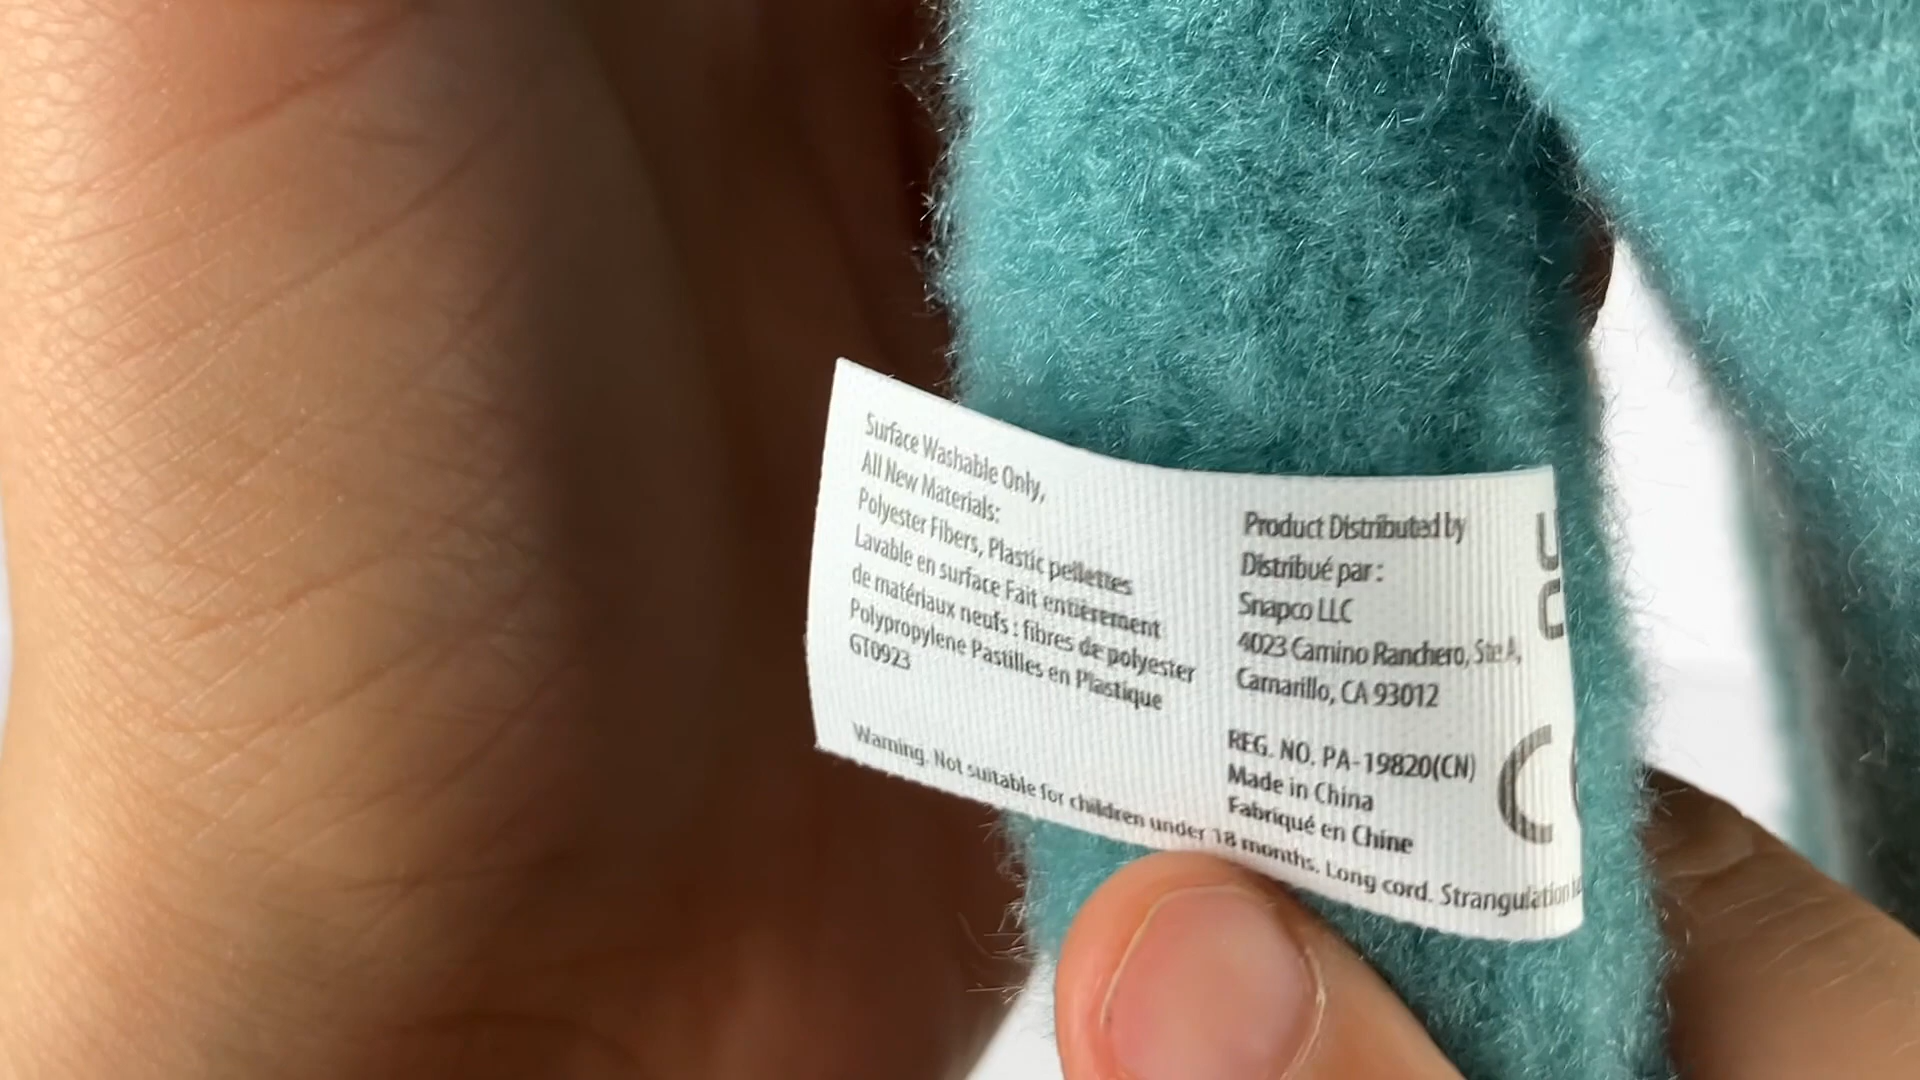 Surface Washable Only,
All New Materials:
Polyester Fibers, Plastic pellettes
Lavable en surface Fait entièrement
de matériaux neufs : fibres de polyester
Polypropylene Pastilles en Plastique
GT0923
Product Distributed by
Distribué par :
Snapco LLC
4023 Camino Ranchero, Ste A,
Camarillo, CA 93012
REG. NO. PA-19820(CN)
Made in China
Fabriqué en Chine
Warning. Not suitable for children under 18 months. Long cord. Strangulation